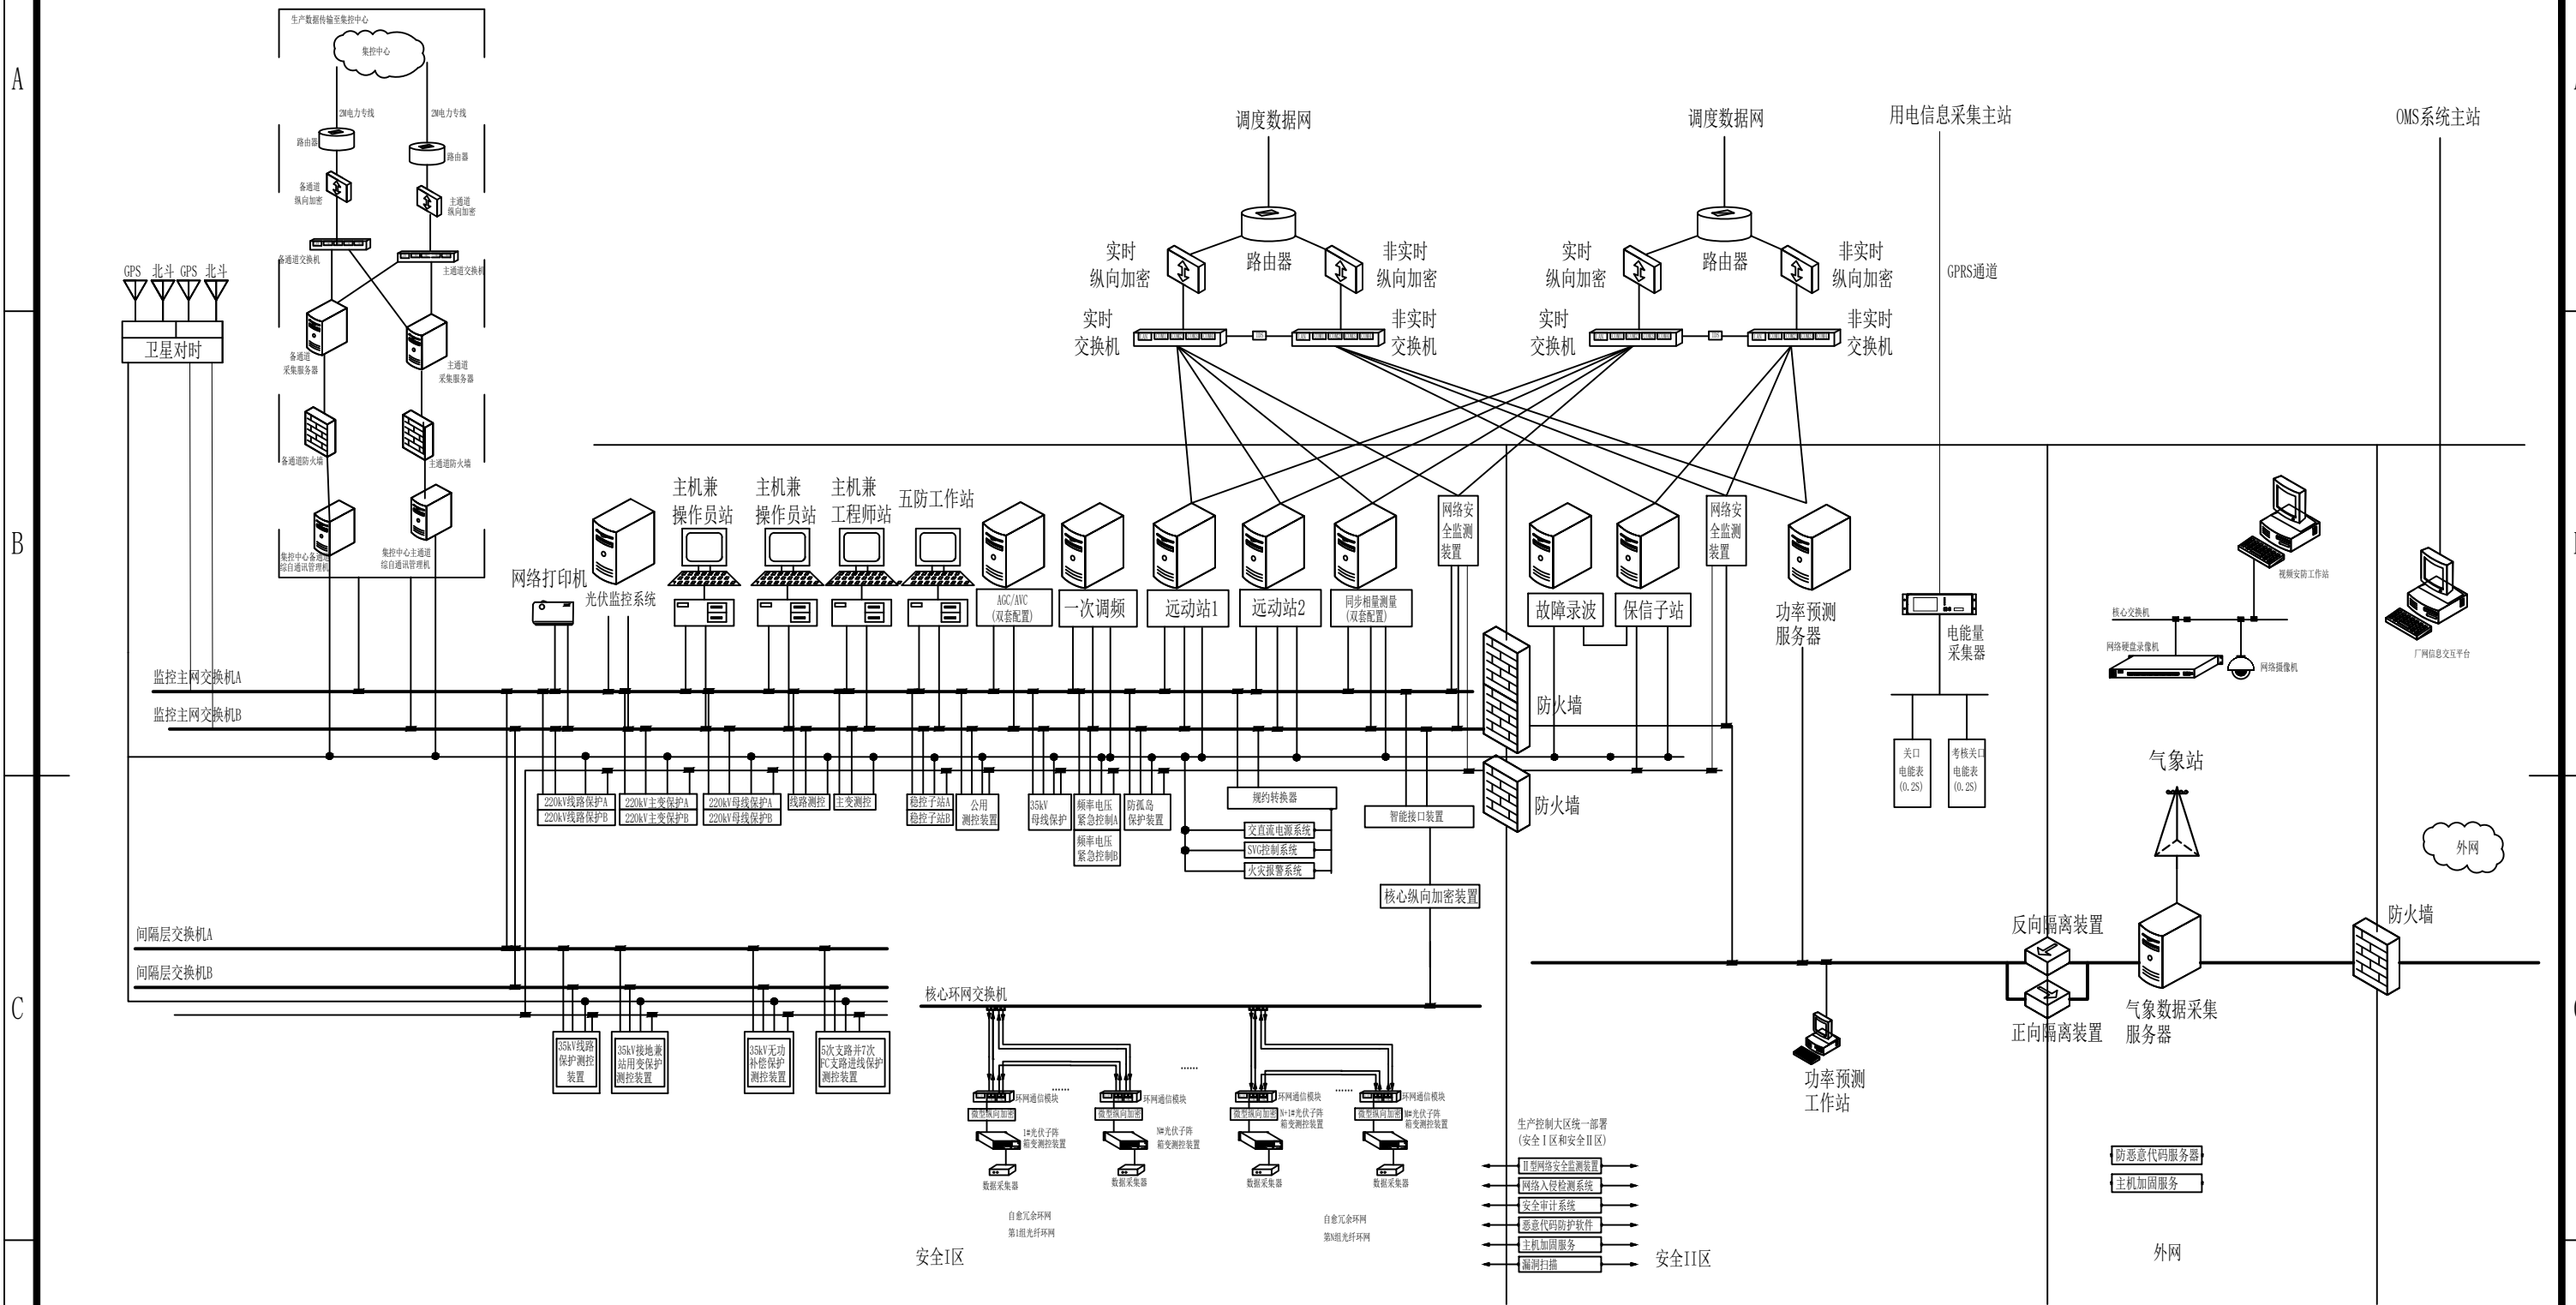 A
B
C
生产数据传输至集控中心
集控中心
2M电力专线
2M电力专线
路由器
路由器
备通道
纵向加密
主通道
纵向加密
备通道交换机
主通道交换机
备通道
采集服务器
主通道
采集服务器
备通道防火墙
主通道防火墙
集控中心备通道
综自通讯管理机
集控中心主通道
综自通讯管理机
GPS 北斗 GPS 北斗
卫星对时
调度数据网
路由器
实时
纵向加密
非实时
纵向加密
实时
交换机
非实时
交换机
调度数据网
路由器
实时
纵向加密
非实时
纵向加密
实时
交换机
非实时
交换机
用电信息采集主站
GPRS通道
OMS系统主站
网络打印机
光伏监控系统
主机兼
操作员站
主机兼
操作员站
主机兼
工程师站
五防工作站
AGC/AVC
(双套配置)
一次调频
远动站1
远动站2
同步相量测量
(双套配置)
网络安
全监测
装置
故障录波
保信子站
网络安
全监测
装置
功率预测
服务器
电能量
采集器
关口
电能表
(0.2S)
考核关口
电能表
(0.2S)
视频安防工作站
核心交换机
网络硬盘录像机
网络摄像机
厂网信息交互平台
监控主网交换机A
监控主网交换机B
防火墙
防火墙
220kV线路保护A
220kV线路保护B
220kV主变保护A
220kV主变保护B
220kV母线保护A
220kV母线保护B
线路测控
主变测控
稳控子站A
稳控子站B
公用
测控装置
35kV
母线保护
频率电压
紧急控制A
频率电压
紧急控制B
防孤岛
保护装置
规约转换器
交直流电源系统
SVG控制系统
火灾报警系统
智能接口装置
核心纵向加密装置
气象站
外网
间隔层交换机A
间隔层交换机B
35kV线路
保护测控
装置
35kV接地兼
站用变保护
测控装置
35kV无功
补偿保护
测控装置
5次支路并7次
FC支路进线保护
测控装置
核心环网交换机
......
......
......
环网通信模块
环网通信模块
环网通信模块
环网通信模块
微型纵向加密
微型纵向加密
微型纵向加密
微型纵向加密
1#光伏子阵
箱变测控装置
N#光伏子阵
箱变测控装置
N+1#光伏子阵
箱变测控装置
M#光伏子阵
箱变测控装置
数据采集器
数据采集器
数据采集器
数据采集器
自愈冗余环网
第1组光纤环网
自愈冗余环网
第N组光纤环网
安全I区
反向隔离装置
正向隔离装置
气象数据采集
服务器
防火墙
功率预测
工作站
生产控制大区统一部署
(安全Ⅰ区和安全Ⅱ区)
Ⅱ型网络安全监测装置
网络入侵检测系统
安全审计系统
恶意代码防护软件
主机加固服务
漏洞扫描
安全II区
防恶意代码服务器
主机加固服务
外网